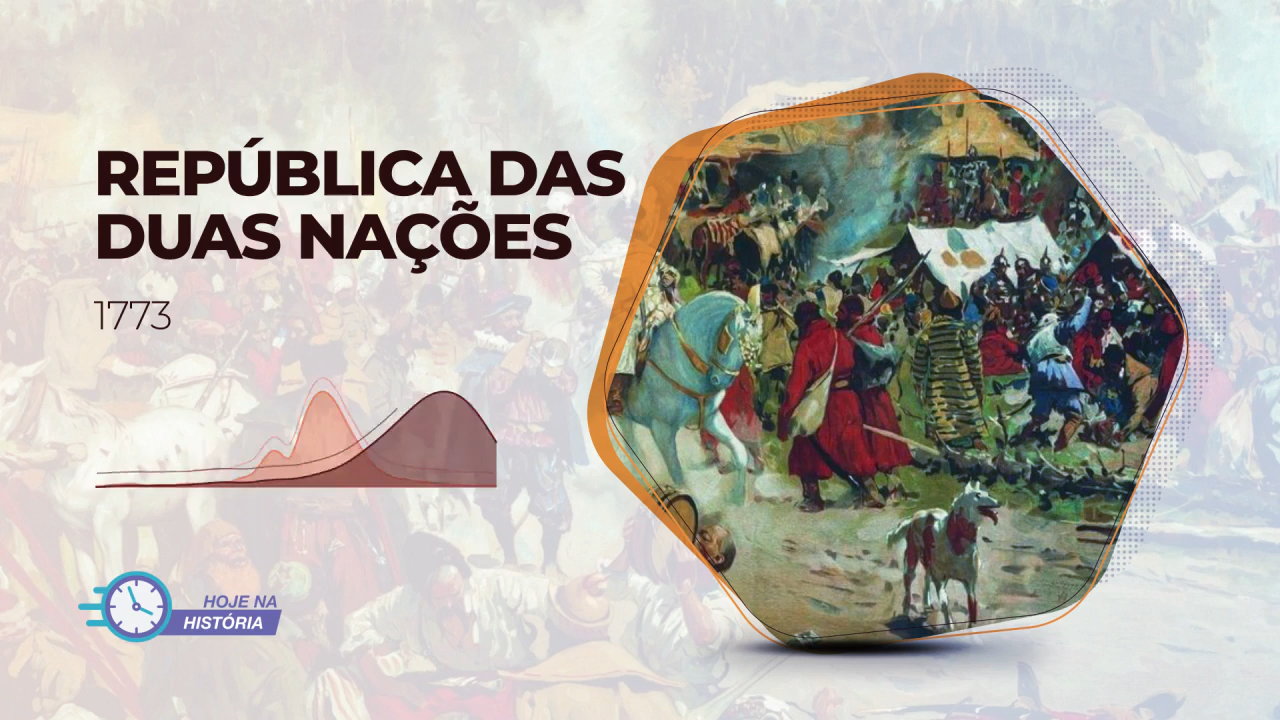 REPÚBLICA DAS
DUAS NAÇÕES
1773
HOJE NA
HISTÓRIA